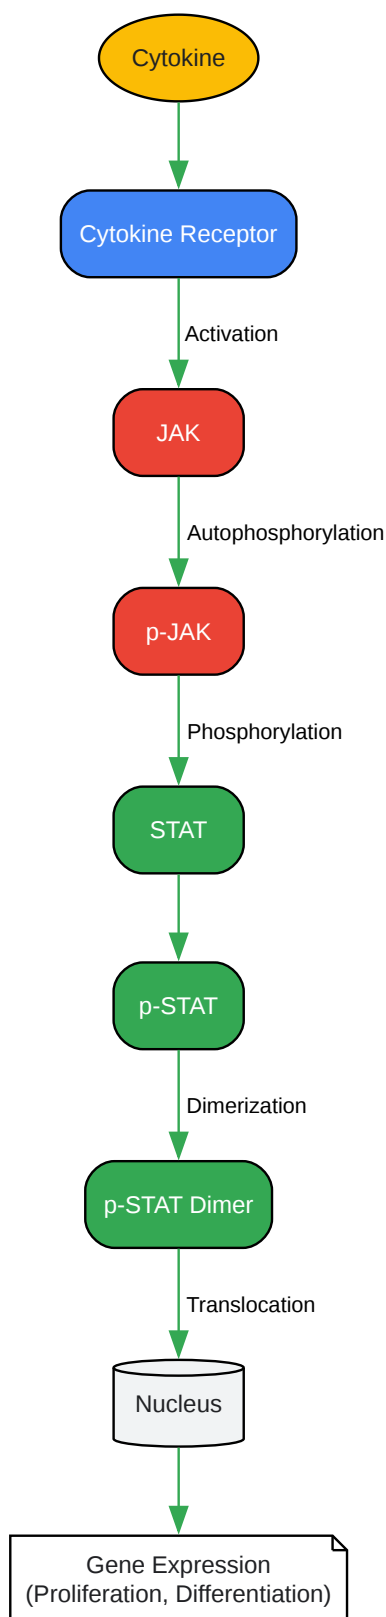 Cytokine
Cytokine Receptor
Activation
JAK
Autophosphorylation
p-JAK
Phosphorylation
STAT
p-STAT
Dimerization
p-STAT Dimer
Translocation
Nucleus
Gene Expression
(Proliferation, Differentiation)